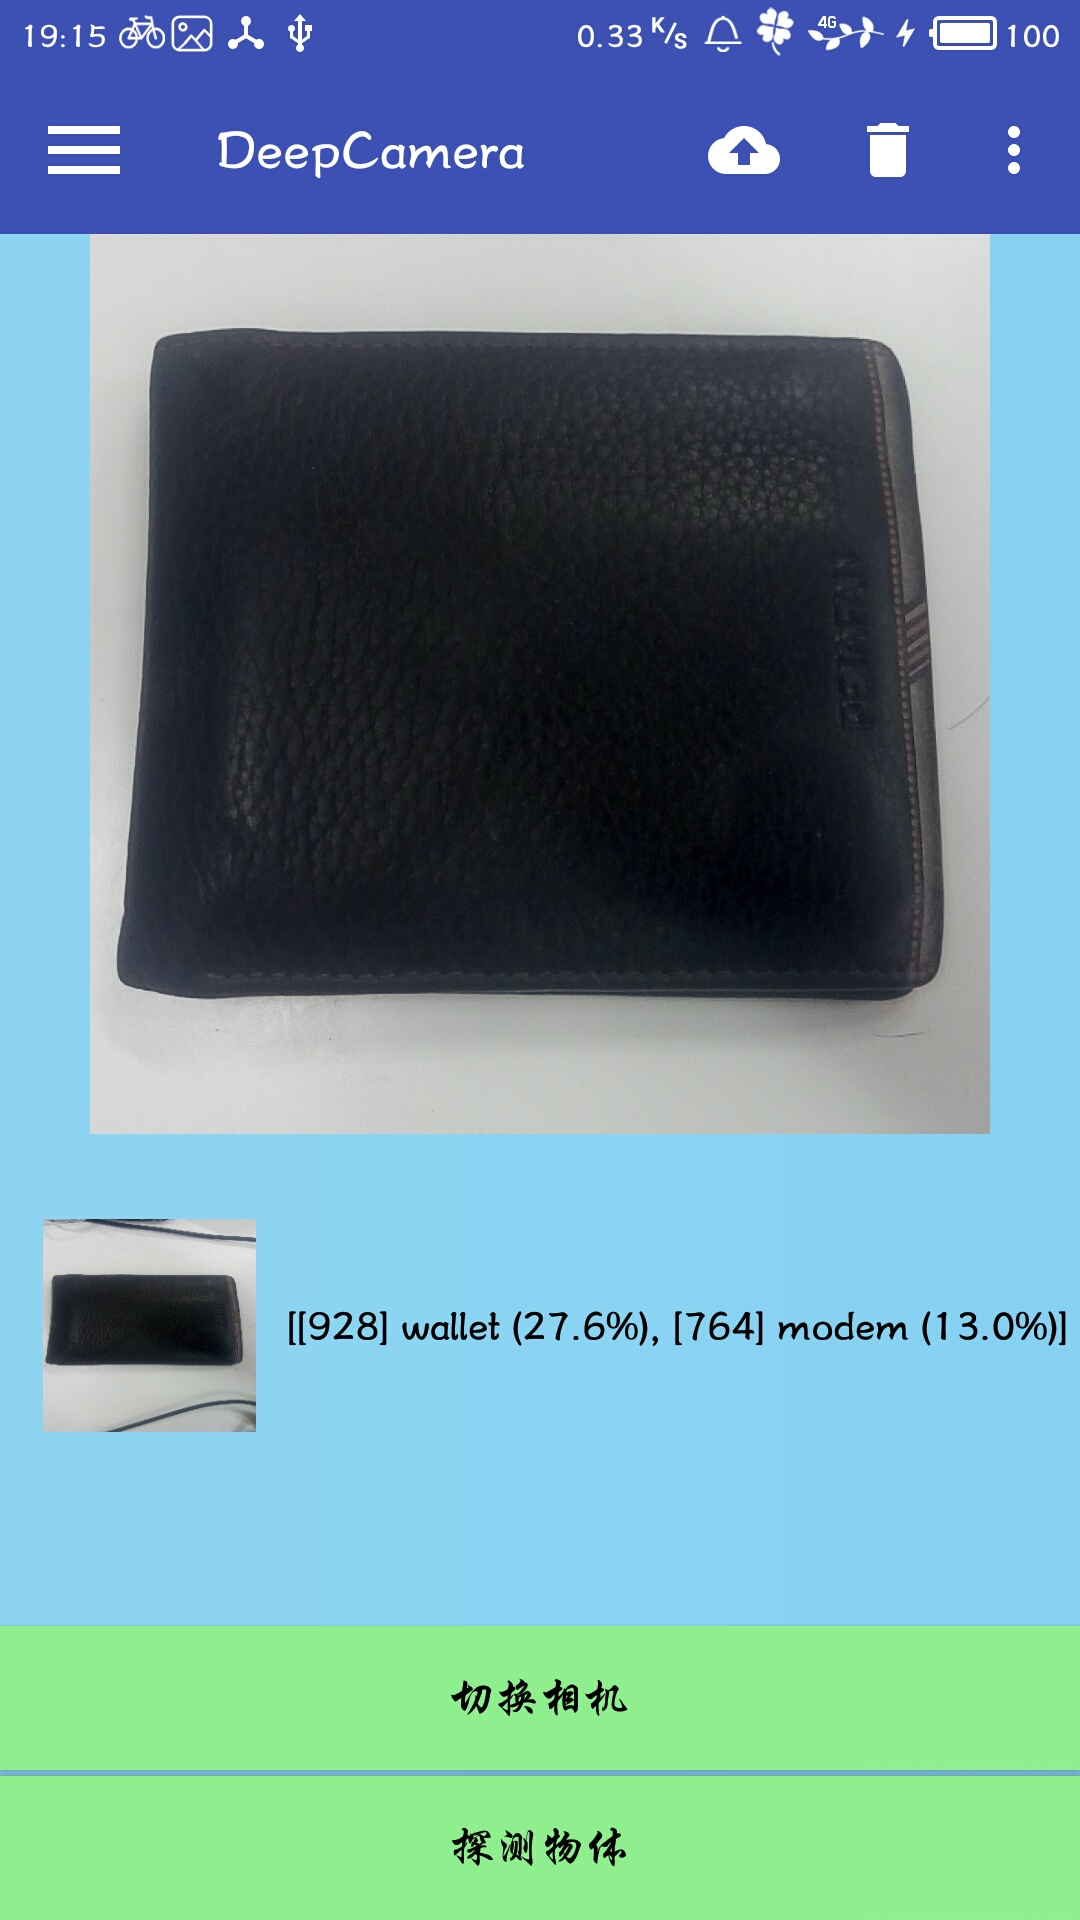 19:15 0.33 K/s 4G 100
DeepCamera
[[928] wallet (27.6%), [764] modem (13.0%)]
切换相机
探测物体